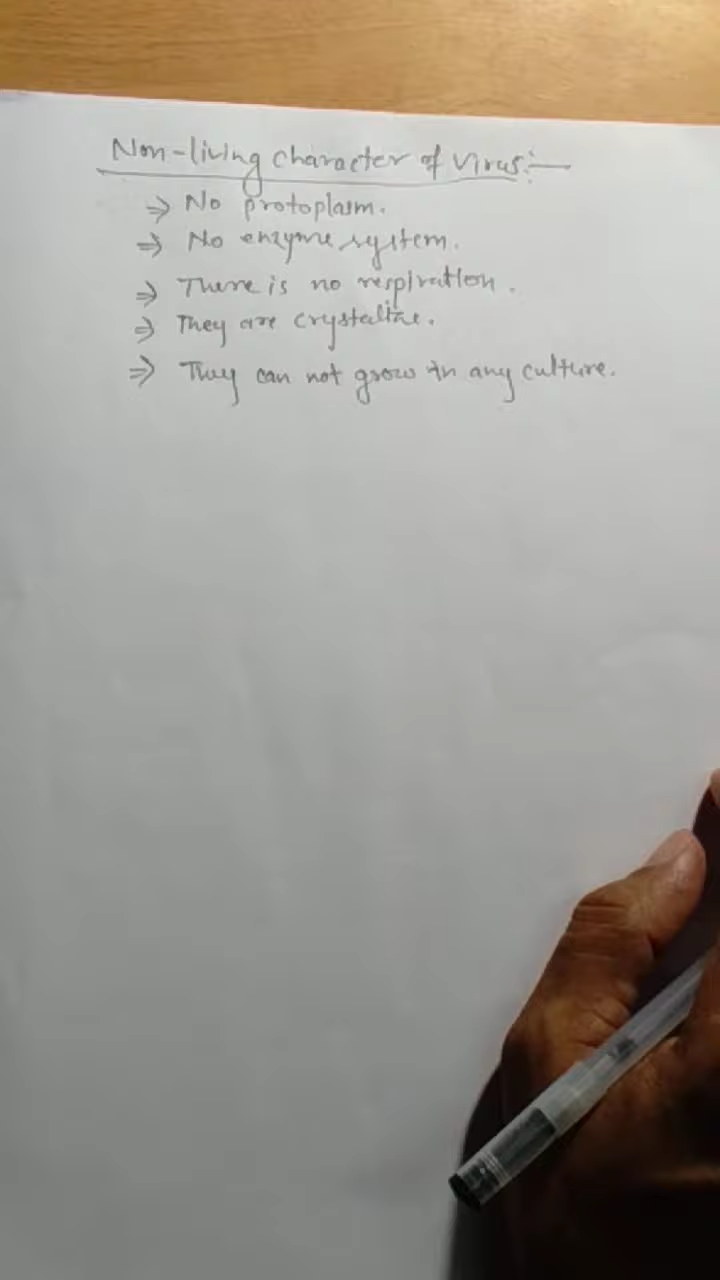 Non-living character of Virus:—
⇒ No protoplasm.
⇒ No enzyme system.
⇒ There is no respiration.
⇒ They are crystalline.
⇒ They can not grow in any culture.